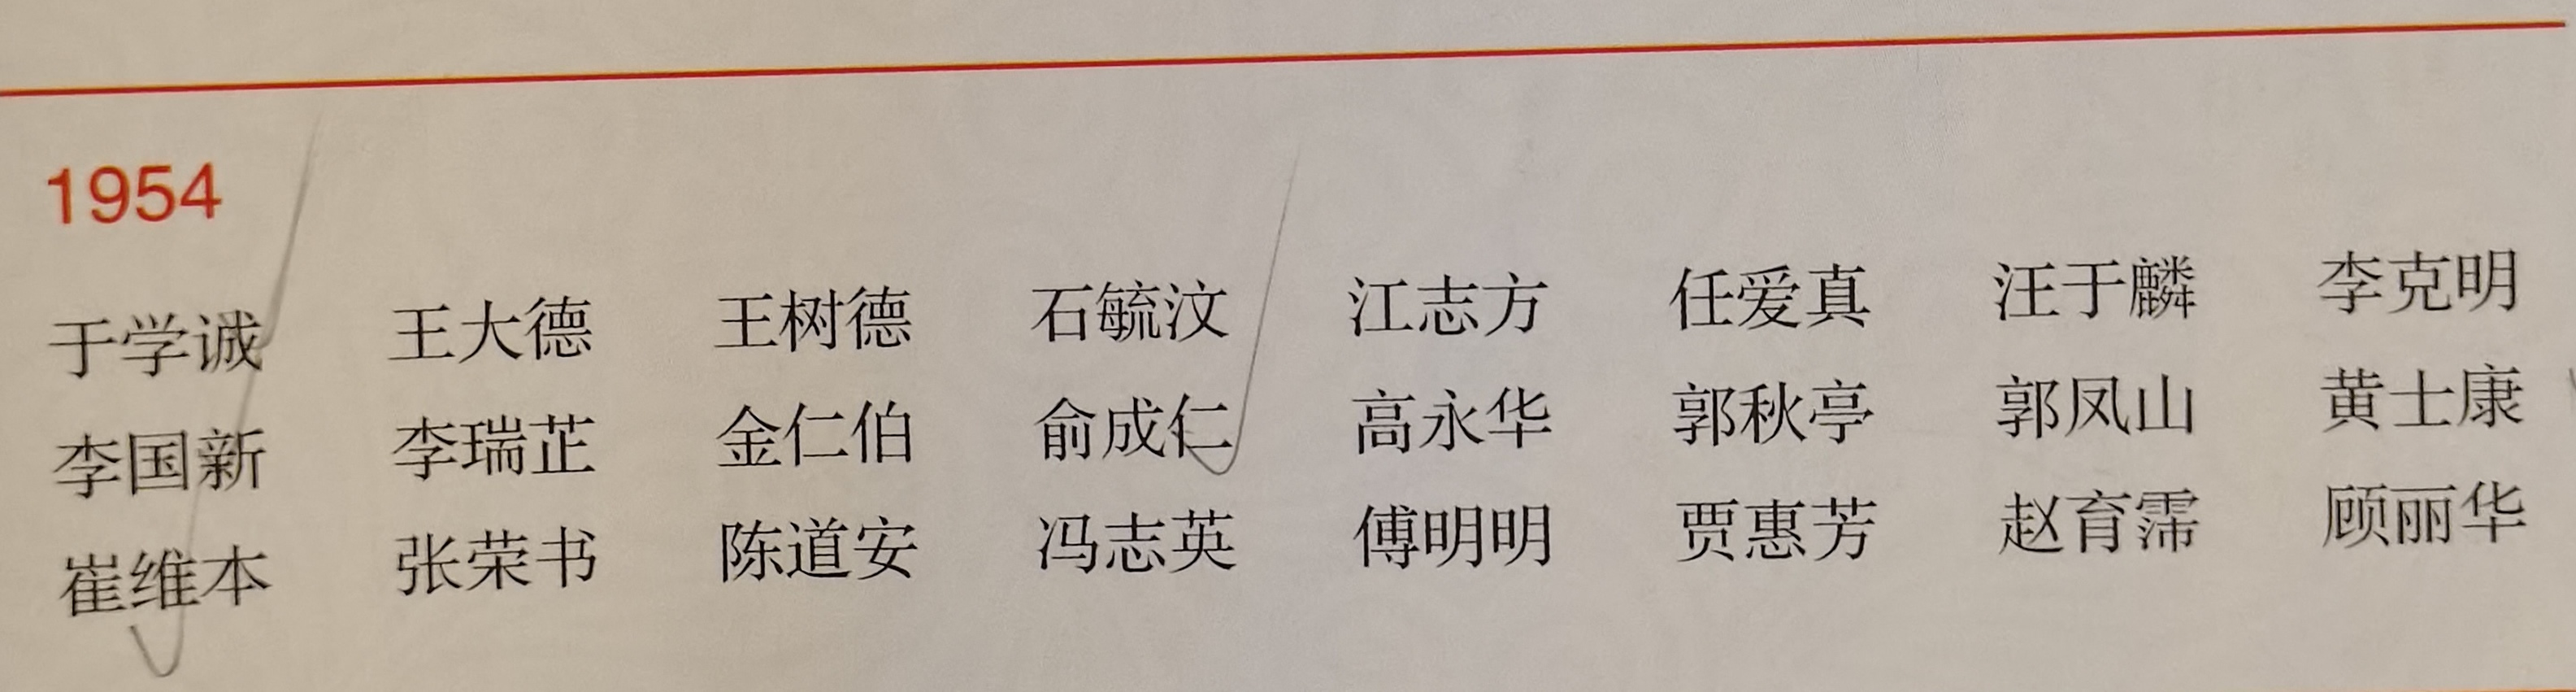 1954
于学诚 王大德 王树德 石毓汶 江志方 任爱真 汪于麟 李克明
李国新 李瑞芷 金仁伯 俞成仁 高永华 郭秋亭 郭凤山 黄士康
崔维本 张荣书 陈道安 冯志英 傅明明 贾惠芳 赵育霈 顾丽华